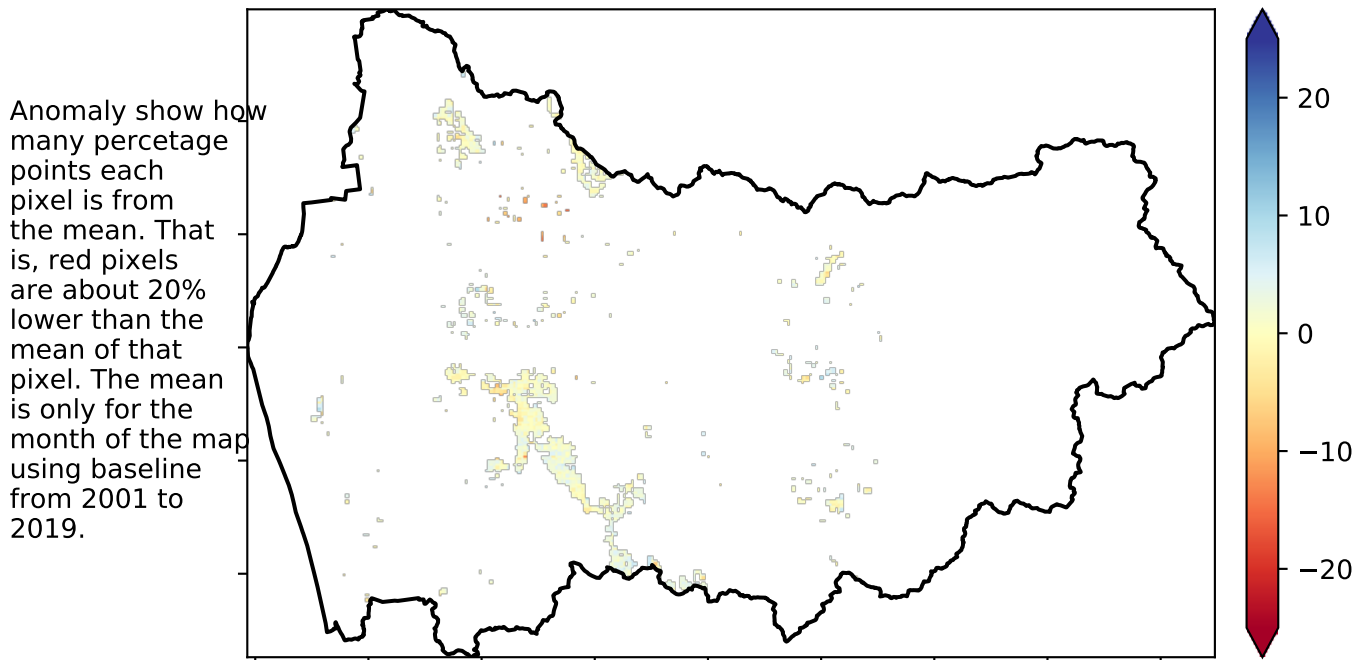 Anomaly show how
many percetage
points each
pixel is from
the mean. That
is, red pixels
are about 20%
lower than the
mean of that
pixel. The mean
is only for the
month of the map
using baseline
from 2001 to
2019.
20
10
0
−10
−20